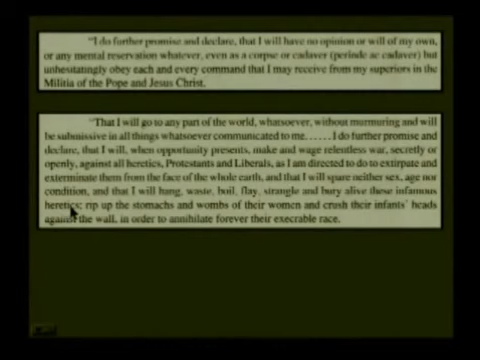 "I do further promise and declare, that I will have no opinion or will of my own,
or any mental reservation whatever, even as a corpse or cadaver (perinde ac cadaver) but
unhesitatingly obey each and every command that I may receive from my superiors in the
Militia of the Pope and Jesus Christ.
"That I will go to any part of the world, whatsoever, without murmuring and will
be submissive in all things whatsoever communicated to me......I do further promise and
declare, that I will, when opportunity presents, make and wage relentless war, secretly or
openly, against all heretics, Protestants and Liberals, as I am directed to do to extirpate and
exterminate them from the face of the whole earth, and that I will spare neither sex, age nor
condition, and that I will hang, waste, boil, flay, strangle and bury alive these infamous
heretics; rip up the stomachs and wombs of their women and crush their infants' heads
against the wall, in order to annihilate forever their execrable race.